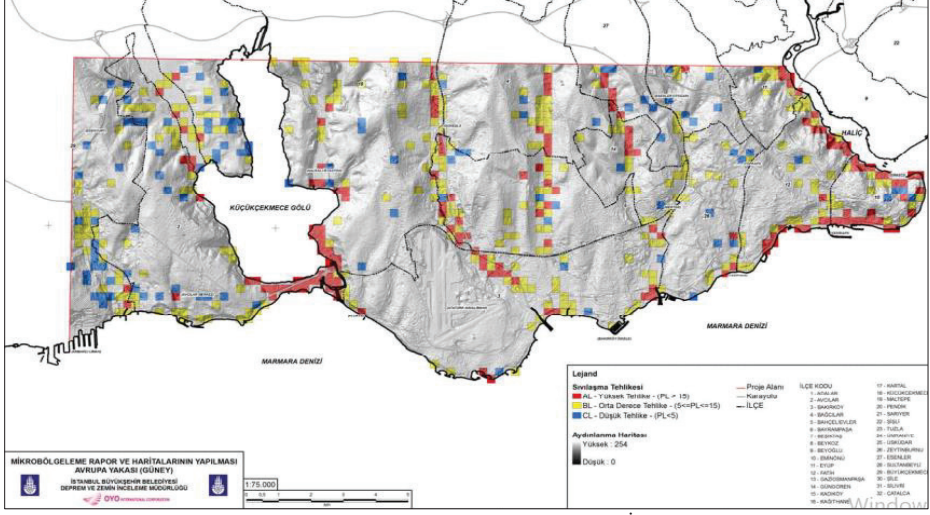 HALİÇ
KÜÇÜKÇEKMECE GÖLÜ
MARMARA DENİZİ
MARMARA DENİZİ
Lejand
Sıvılaşma Tehlikesi
AL - Yüksek Tehlike - (PL > 15)
BL - Orta Derece Tehlike - (5<=PL<=15)
CL - Düşük Tehlike - (PL<5)
Aydınlanma Haritası
Yüksek : 254
Düşük : 0
Proje Alanı
Karayolu
İLÇE
İLÇE KODU
1 - ADALAR
2 - AVCILAR
3 - BAKIRKÖY
4 - BAĞCILAR
5 - BAHÇELİEVLER
6 - BAYRAMPAŞA
7 - BEŞİKTAŞ
8 - BEYKOZ
9 - BEYOĞLU
10 - EMİNÖNÜ
11 - EYÜP
12 - FATİH
13 - GAZİOSMANPAŞA
14 - GÜNGÖREN
15 - KADIKÖY
16 - KAĞITHANE
17 - KARTAL
18 - KÜÇÜKÇEKMECE
19 - MALTEPE
20 - PENDİK
21 - SARIYER
22 - ŞİŞLİ
23 - TUZLA
24 - ÜMRANİYE
25 - ÜSKÜDAR
26 - ZEYTİNBURNU
27 - ESENLER
28 - SULTANBEYLİ
29 - BÜYÜKÇEKMECE
30 - ŞİLE
31 - SİLİVRİ
32 - ÇATALCA
MİKROBÖLGELEME RAPOR VE HARİTALARININ YAPILMASI
AVRUPA YAKASI (GÜNEY)
İSTANBUL BÜYÜKŞEHİR BELEDİYESİ
DEPREM VE ZEMİN İNCELEME MÜDÜRLÜĞÜ
OYO INTERNATIONAL CORPORATION
1:75.000
Window